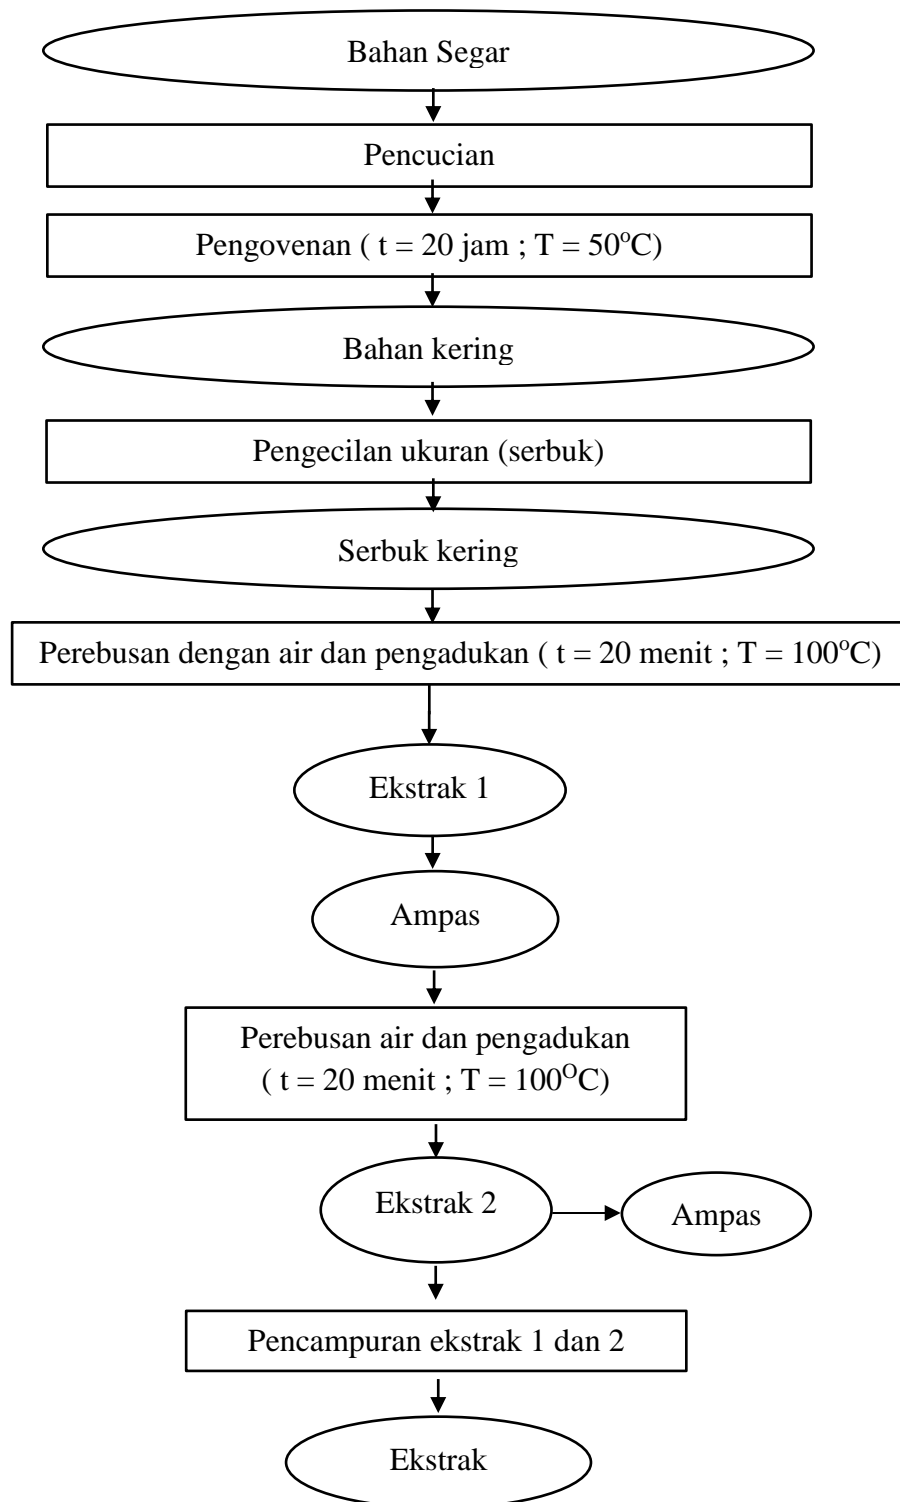 Bahan Segar
Pencucian
Pengovenan ( t = 20 jam ; T = 50°C)
Bahan kering
Pengecilan ukuran (serbuk)
Serbuk kering
Perebusan dengan air dan pengadukan ( t = 20 menit ; T = 100°C)
Ekstrak 1
Ampas
Perebusan air dan pengadukan
( t = 20 menit ; T = 100ᴼC)
Ekstrak 2
Ampas
Pencampuran ekstrak 1 dan 2
Ekstrak